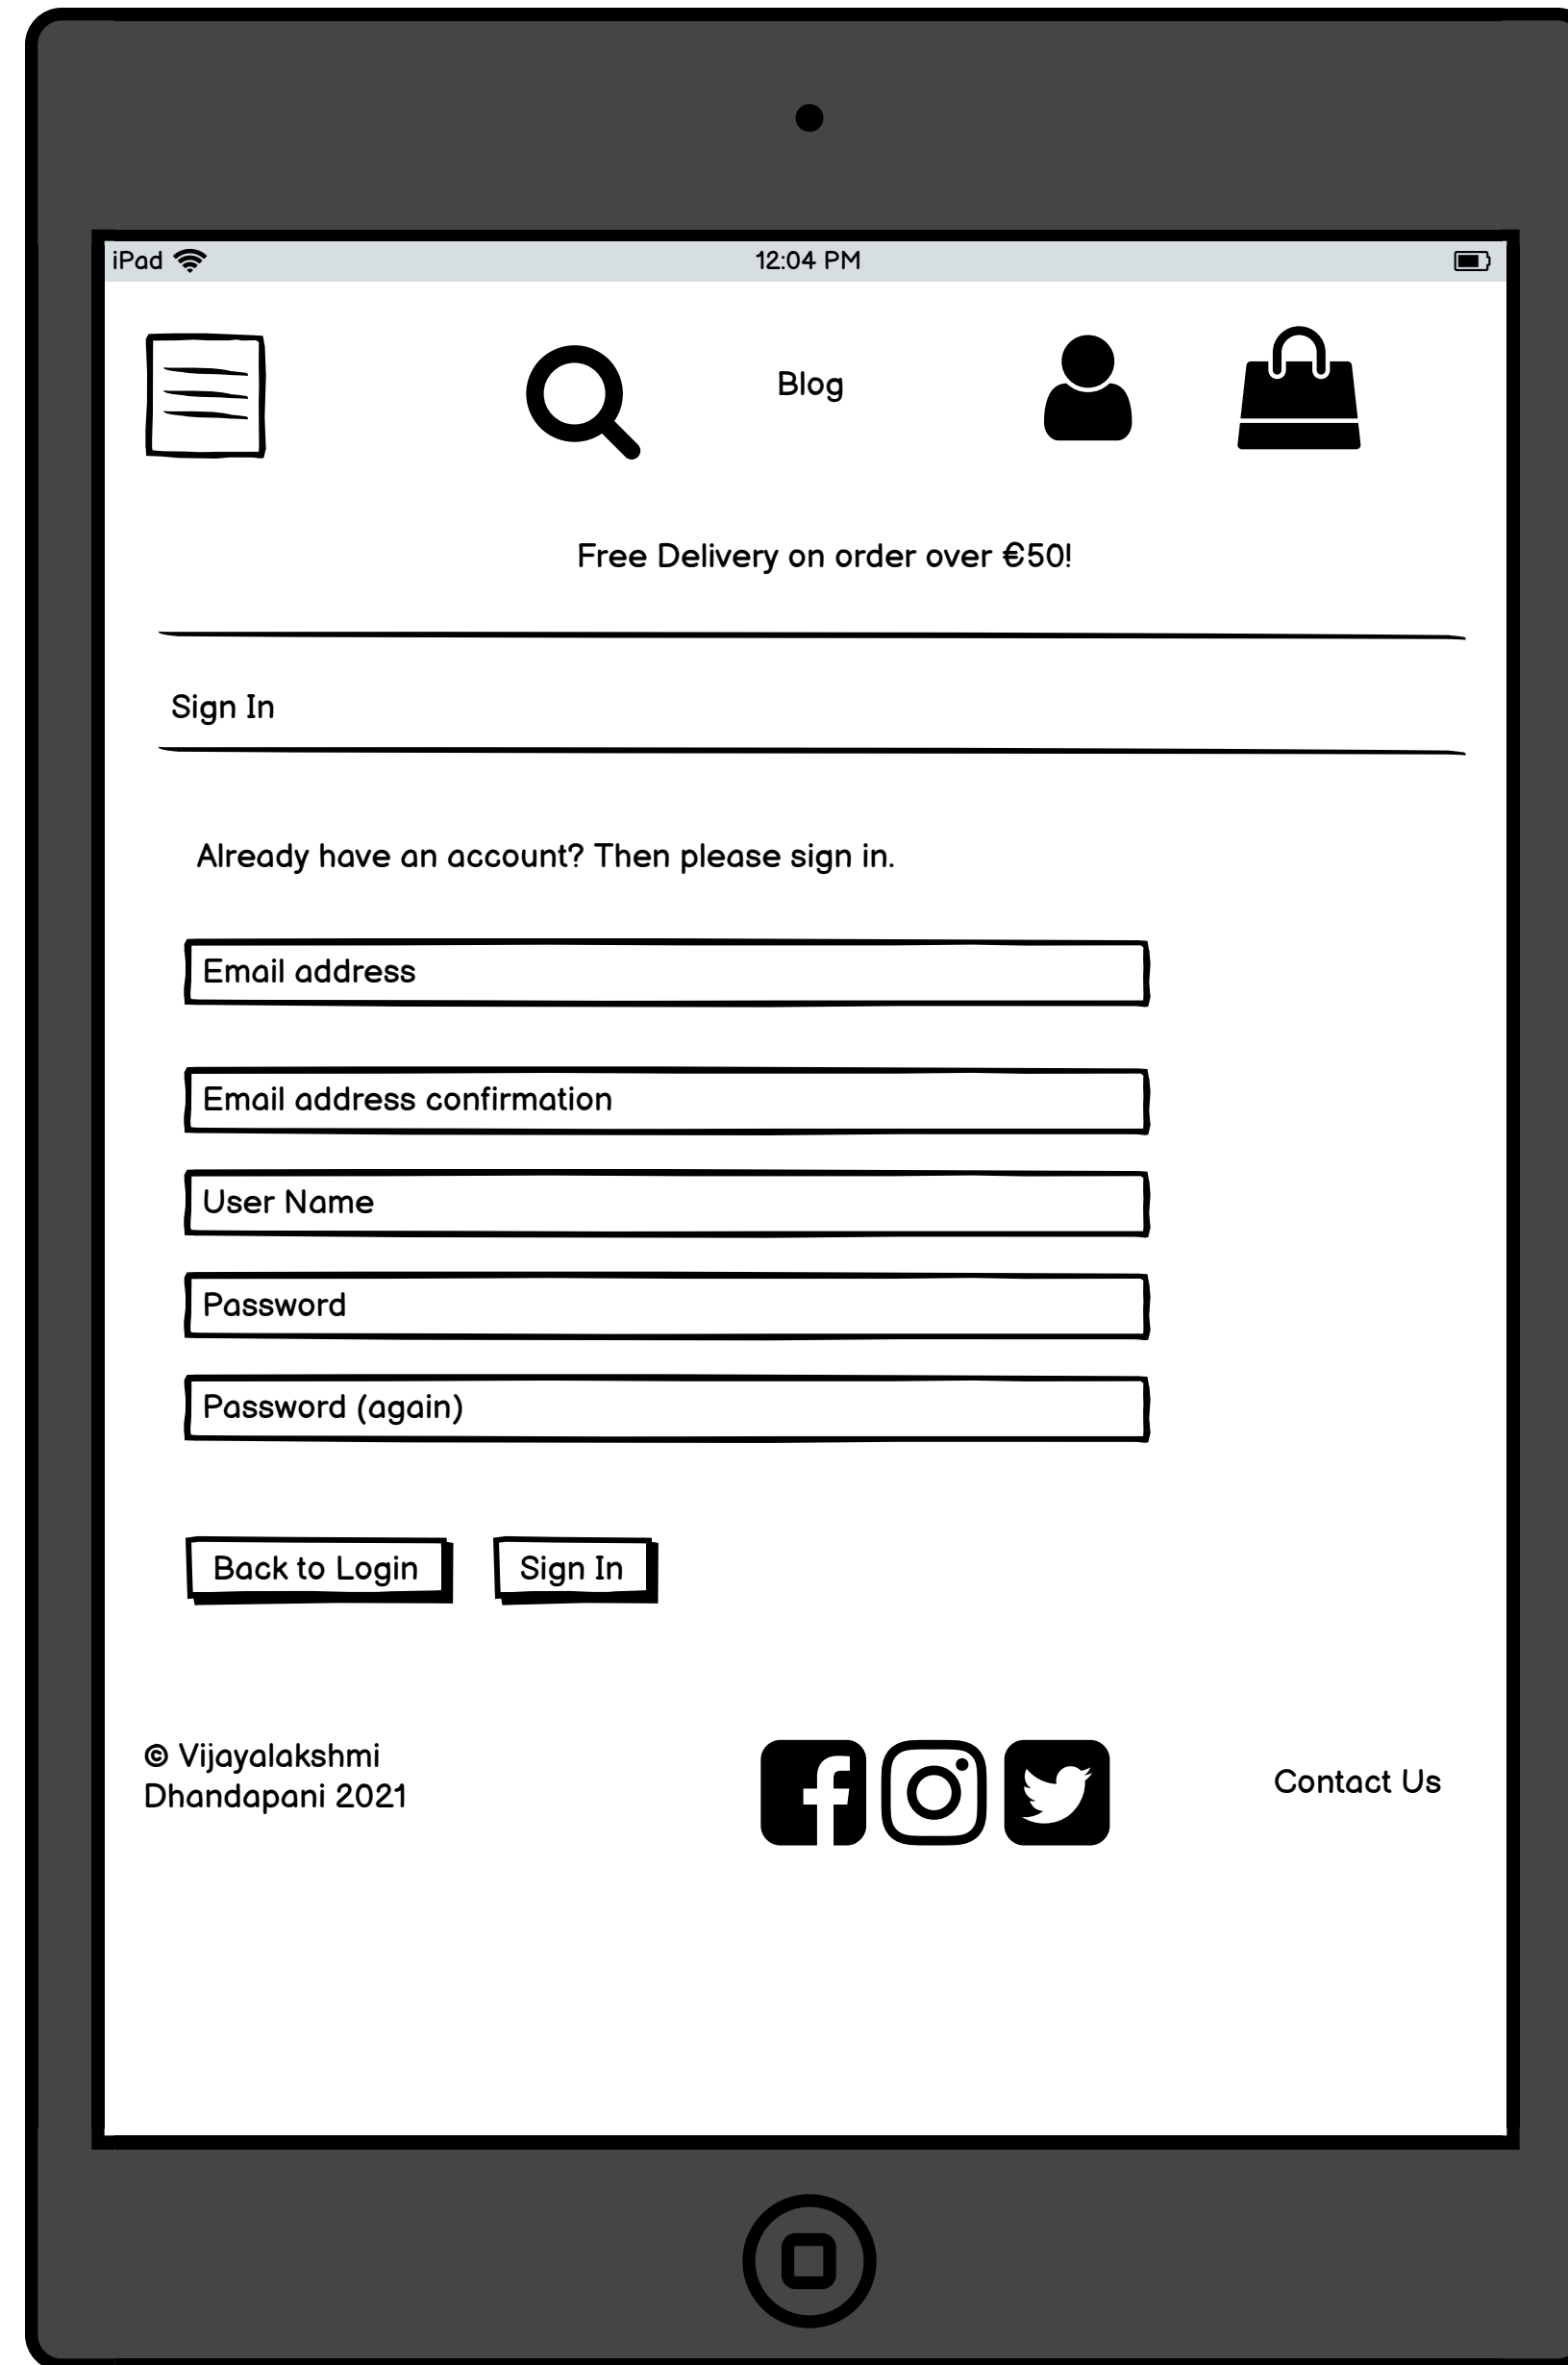 iPad 12:04 PM
Blog
Free Delivery on order over €50!
Sign In
Already have an account? Then please sign in.
Email address
Email address confirmation
User Name
Password
Password (again)
Back to Login Sign In
© Vijayalakshmi
Dhandapani 2021
Contact Us